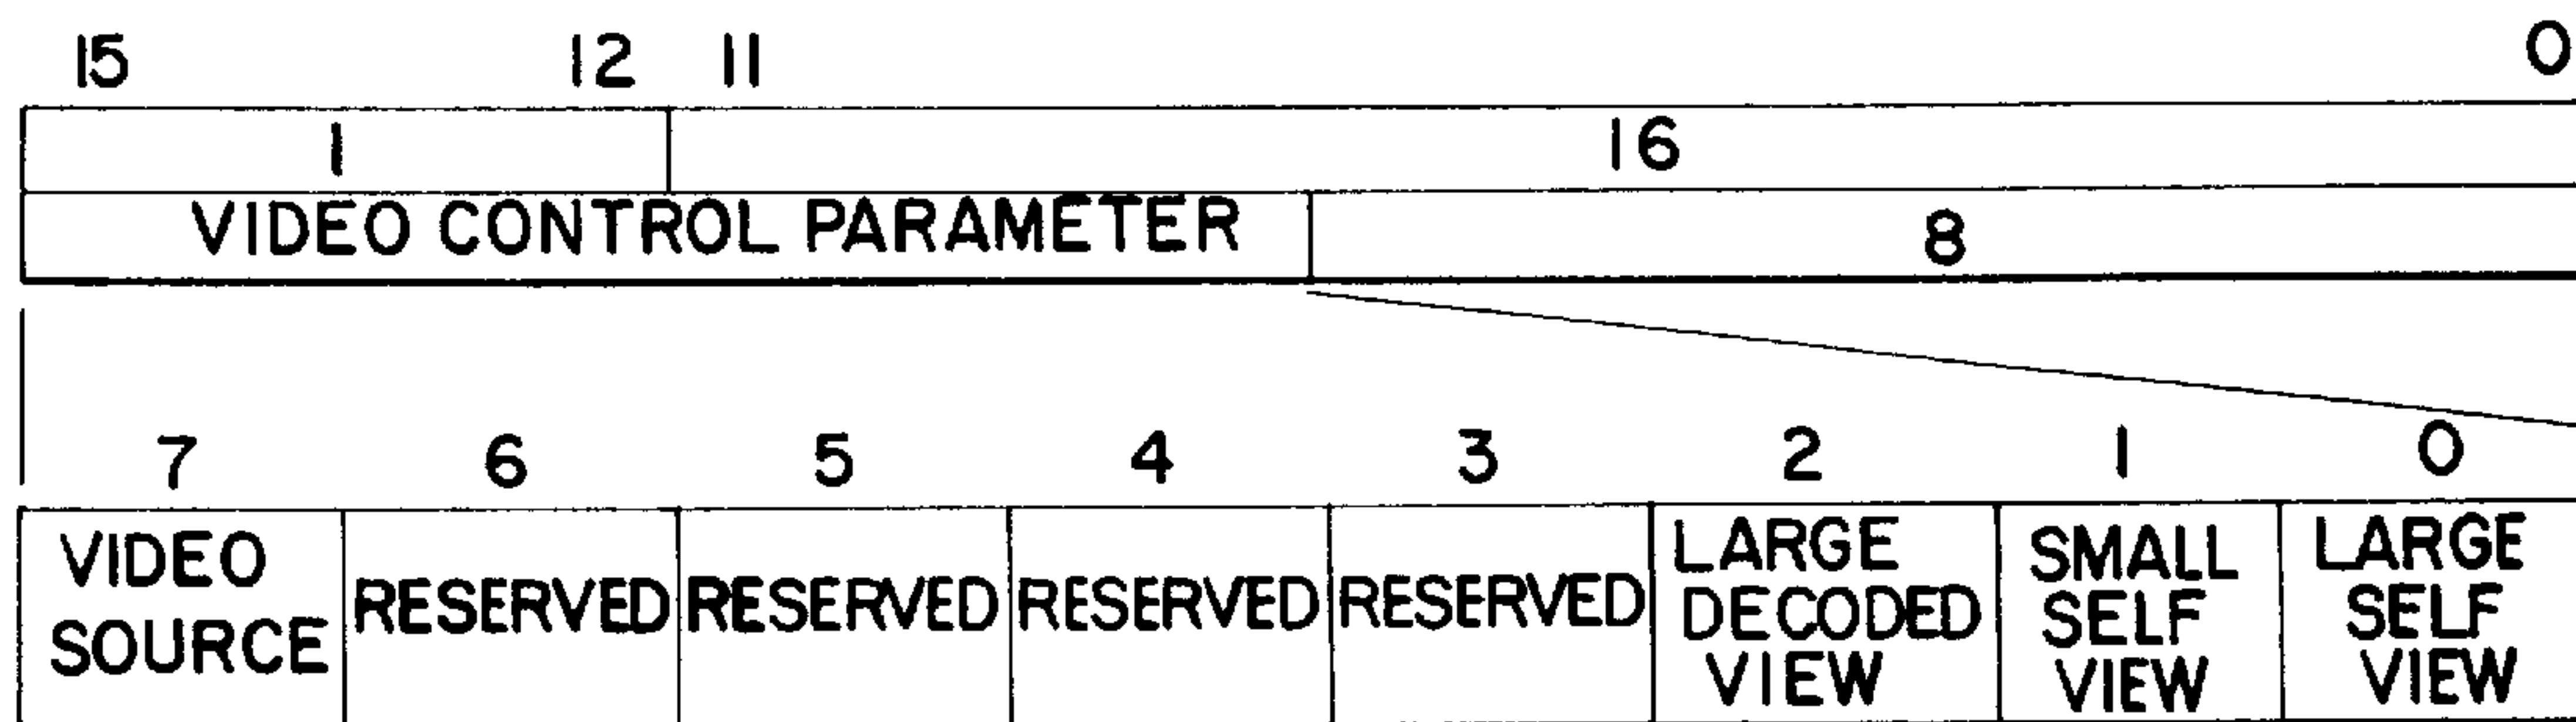 15 12 11 0
1 16
VIDEO CONTROL PARAMETER 8
7 6 5 4 3 2 1 0
VIDEO SOURCE RESERVED RESERVED RESERVED RESERVED LARGE DECODED VIEW SMALL SELF VIEW LARGE SELF VIEW